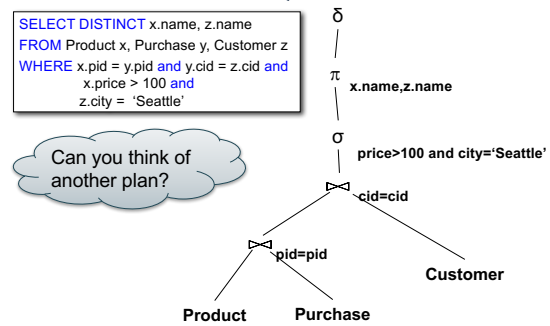 SELECT DISTINCT x.name, z.name
FROM Product x, Purchase y, Customer z
WHERE x.pid = y.pid and y.cid = z.cid and
x.price > 100 and
z.city = ‘Seattle’
Can you think of
another plan?
δ
π
x.name,z.name
σ
price>100 and city=‘Seattle’
⋈
cid=cid
⋈
pid=pid
Customer
Product
Purchase